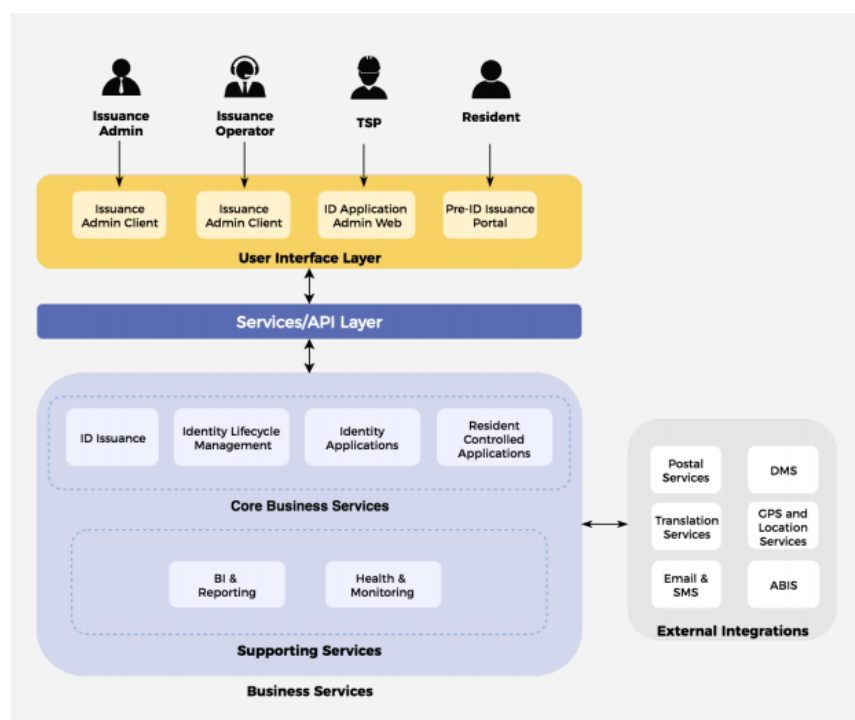 Issuance
Admin
Issuance
Operator
TSP
Resident
Issuance
Admin Client
Issuance
Admin Client
ID Application
Admin Web
Pre-ID Issuance
Portal
User Interface Layer
Services/API Layer
ID Issuance
Identity Lifecycle
Management
Identity
Applications
Resident
Controlled
Applications
Core Business Services
BI &
Reporting
Health &
Monitoring
Supporting Services
Business Services
Postal
Services
DMS
Translation
Services
GPS and
Location
Services
Email &
SMS
ABIS
External Integrations